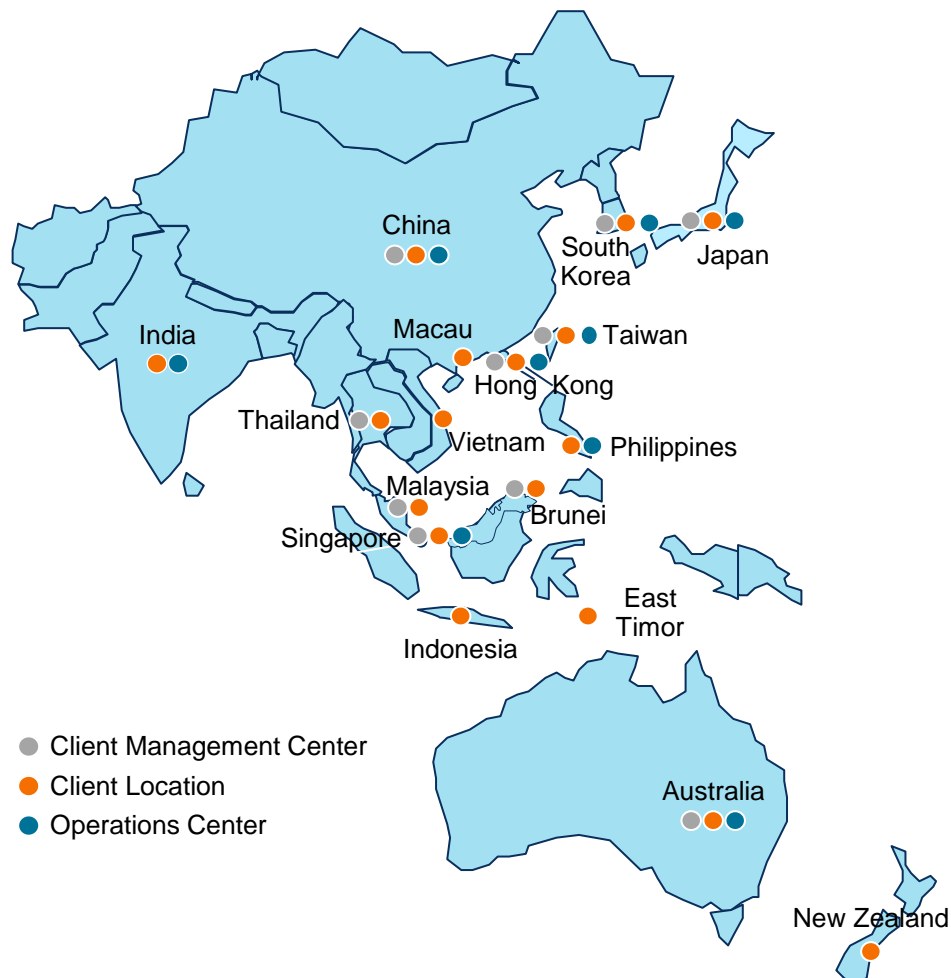 China
South
Korea
Japan
India
Macau
Taiwan
Hong Kong
Thailand
Vietnam
Philippines
Malaysia
Brunei
Singapore
East
Timor
Indonesia
Client Management Center
Client Location
Operations Center
Australia
New Zealand